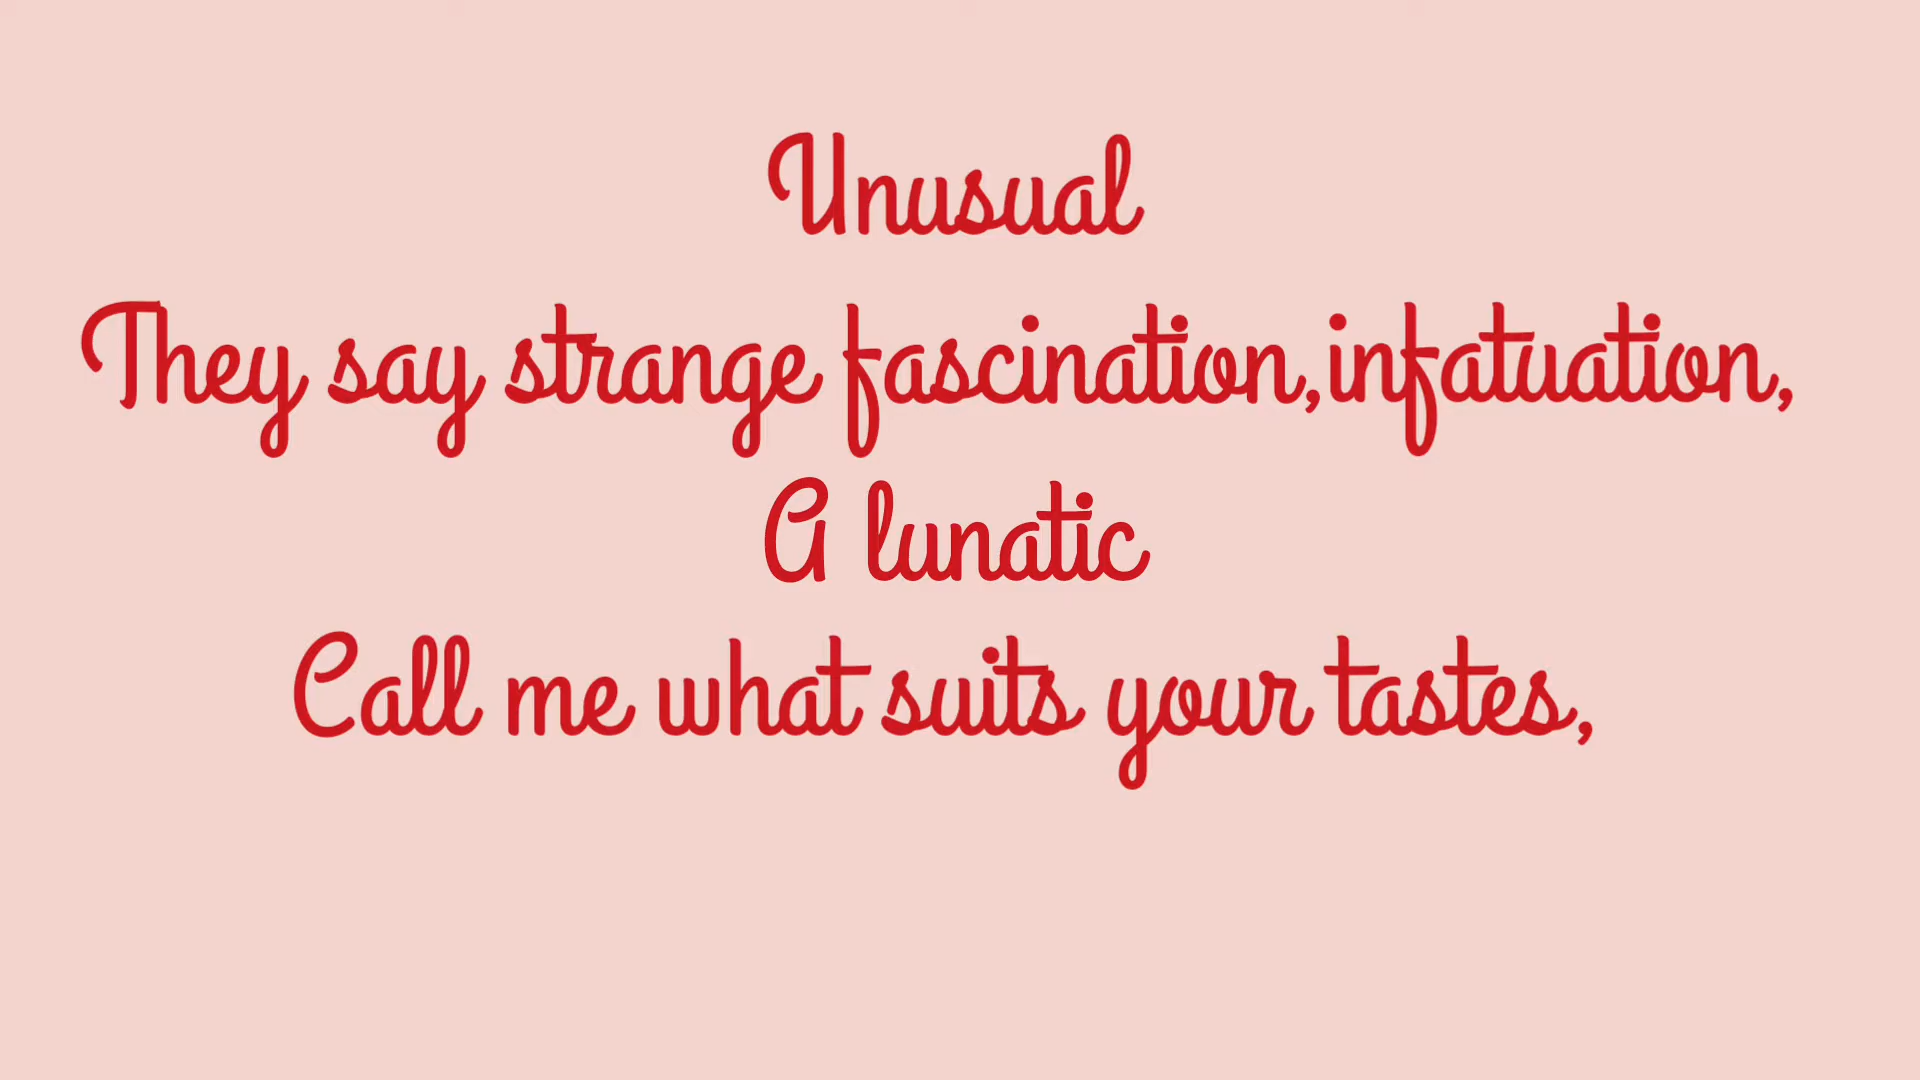 Unusual
They say strange fascination, infatuation,
A lunatic
Call me what suits your tastes,